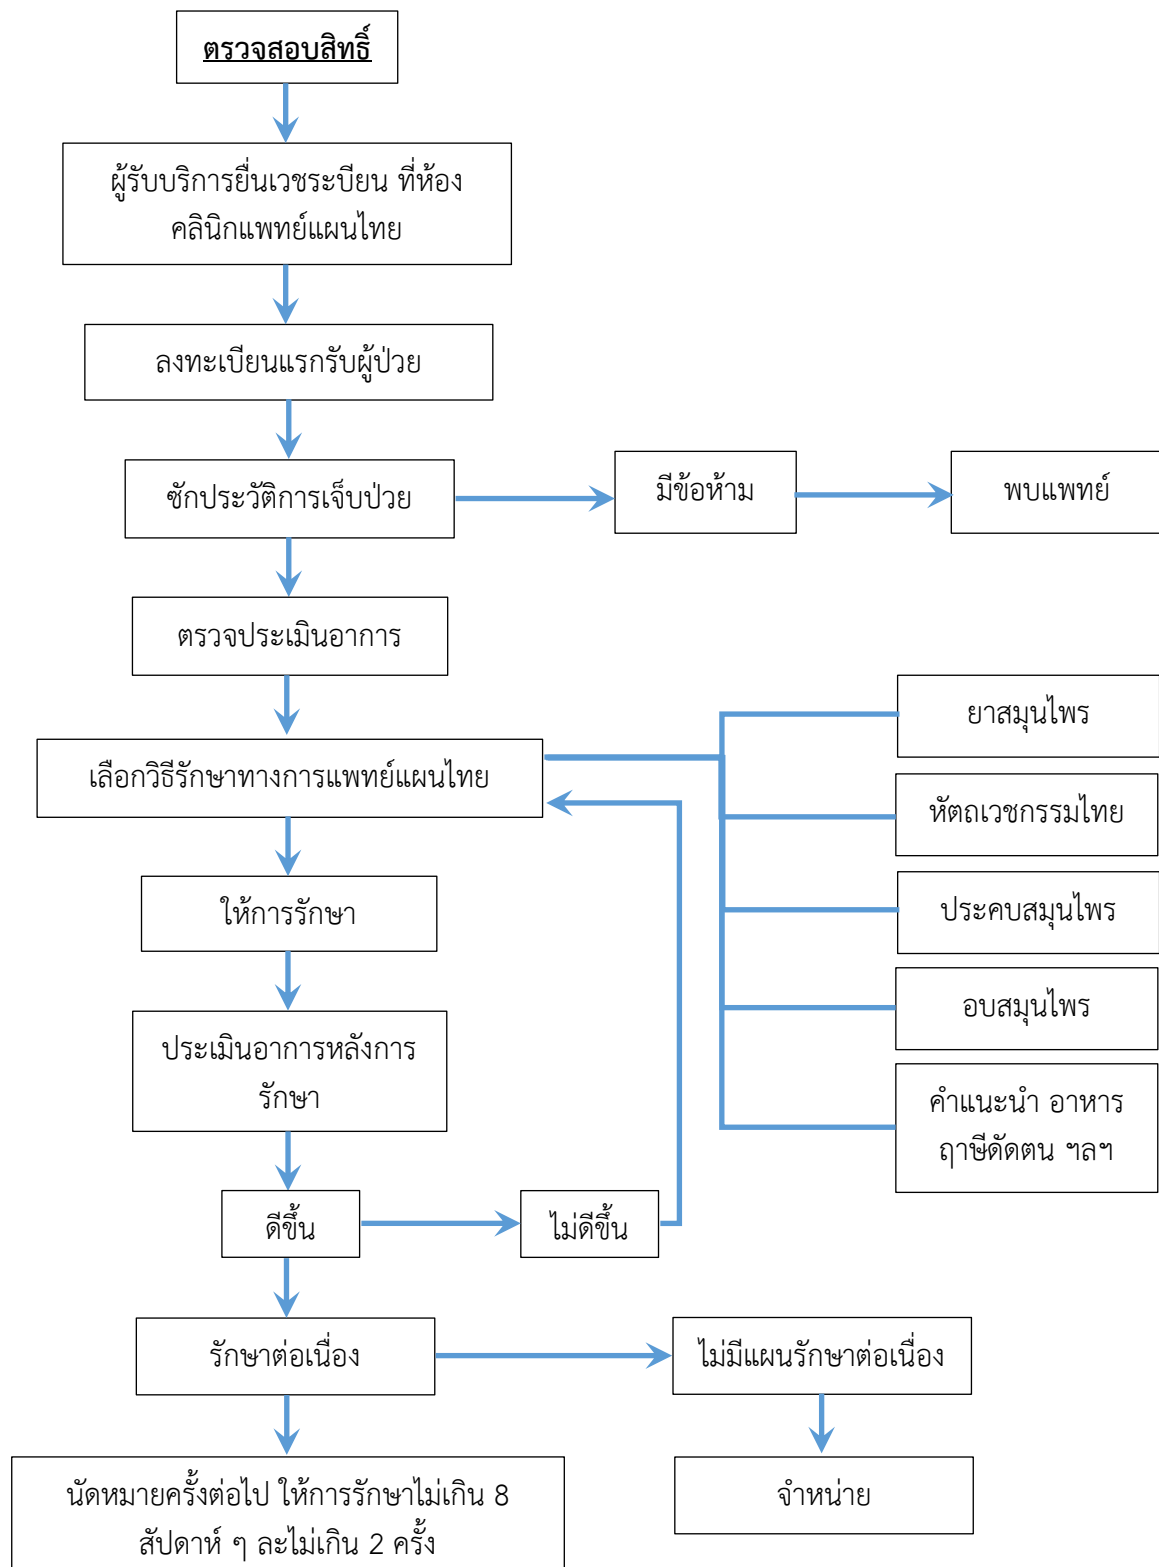 ตรวจสอบสิทธิ์
ผู้รับบริการยื่นเวชระบียน ที่ห้อง
คลินิกแพทย์แผนไทย
ลงทะเบียนแรกรับผู้ป่วย
ซักประวัติการเจ็บป่วย
มีข้อห้าม
พบแพทย์
ตรวจประเมินอาการ
เลือกวิธีรักษาทางการแพทย์แผนไทย
ยาสมุนไพร
หัตถเวชกรรมไทย
ประคบสมุนไพร
อบสมุนไพร
คำแนะนำ อาหาร
ฤาษีดัดตน ฯลฯ
ให้การรักษา
ประเมินอาการหลังการ
รักษา
ดีขึ้น
ไม่ดีขึ้น
รักษาต่อเนื่อง
ไม่มีแผนรักษาต่อเนื่อง
นัดหมายครั้งต่อไป ให้การรักษาไม่เกิน 8
สัปดาห์ ๆ ละไม่เกิน 2 ครั้ง
จำหน่าย